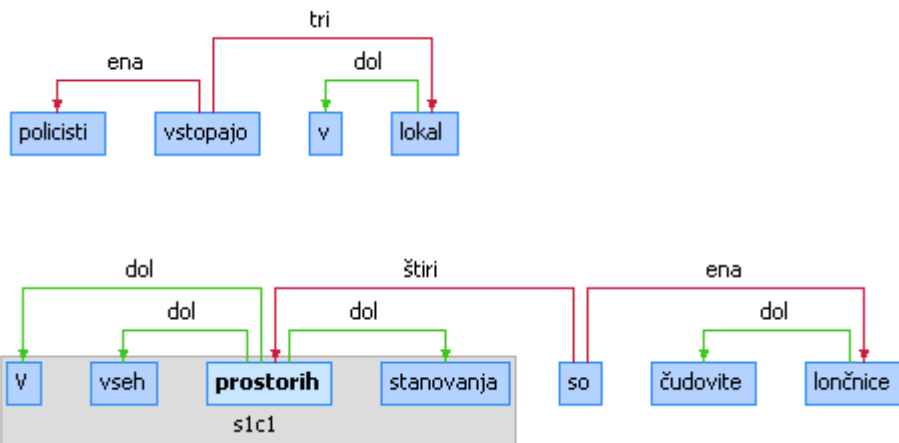 tri
ena dol
policisti vstopajo v lokal
dol štiri ena
dol dol dol
V vseh prostorih stanovanja so čudovite lončnice
s1c1